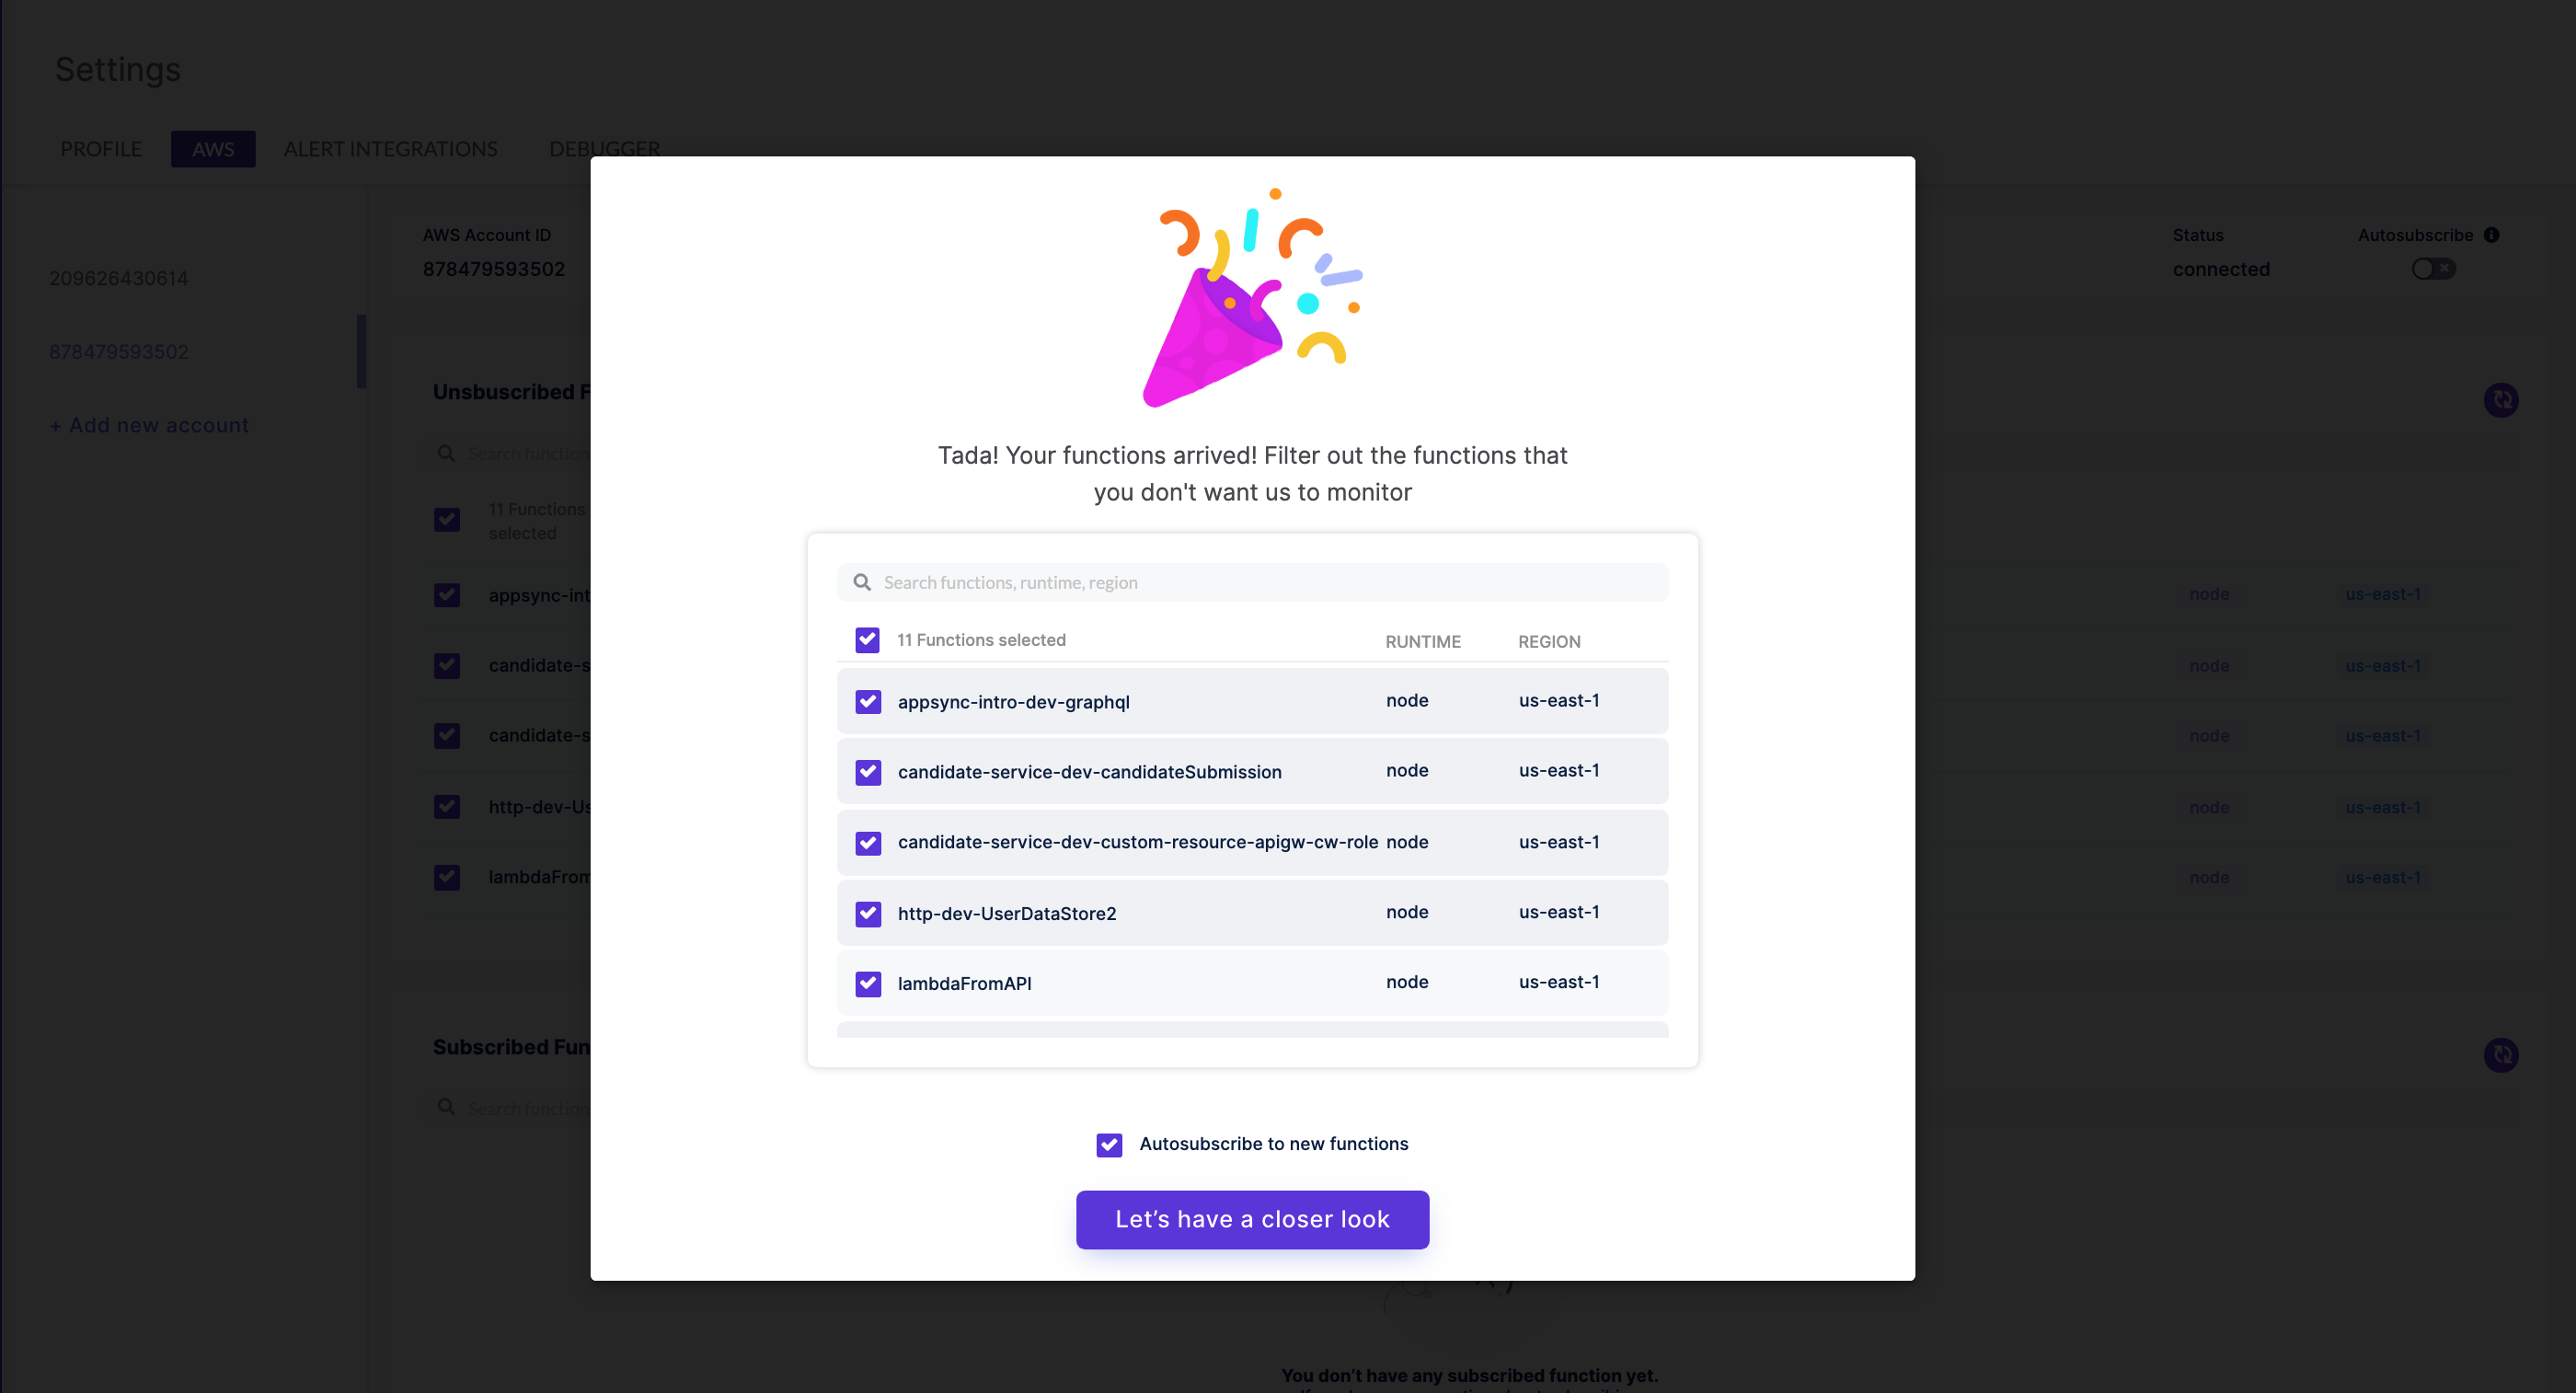 Settings
PROFILE AWS ALERT INTEGRATIONS DEBUGGER
209626430614
878479593502
+ Add new account
AWS Account ID
878479593502
Status
connected
Autosubscribe
Unsbuscribed F
Search function
11 Functions
selected
appsync-int
candidate-s
candidate-s
http-dev-Us
lambdaFrom
node us-east-1
node us-east-1
node us-east-1
node us-east-1
node us-east-1
Subscribed Fun
Search function
Tada! Your functions arrived! Filter out the functions that
you don't want us to monitor
Search functions, runtime, region
11 Functions selected RUNTIME REGION
appsync-intro-dev-graphql node us-east-1
candidate-service-dev-candidateSubmission node us-east-1
candidate-service-dev-custom-resource-apigw-cw-role node us-east-1
http-dev-UserDataStore2 node us-east-1
lambdaFromAPI node us-east-1
Autosubscribe to new functions
Let’s have a closer look
You don’t have any subscribed function yet.